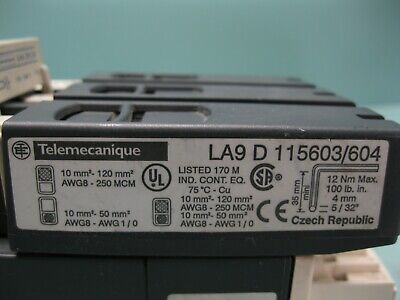 Telemecanique
LA9 D 115603/604
10 mm²- 120 mm²
AWG8 - 250 MCM
10 mm²- 50 mm²
AWG8 - AWG 1/0
UL
LISTED 170 M
IND. CONT. EQ.
75 °C - Cu
10 mm²- 120 mm²
AWG8 - 250 MCM
10 mm²- 50 mm²
AWG8 - AWG 1/0
35 mm
mini
12 Nm Max.
100 lb. in.
4 mm
5 / 32"
Czech Republic